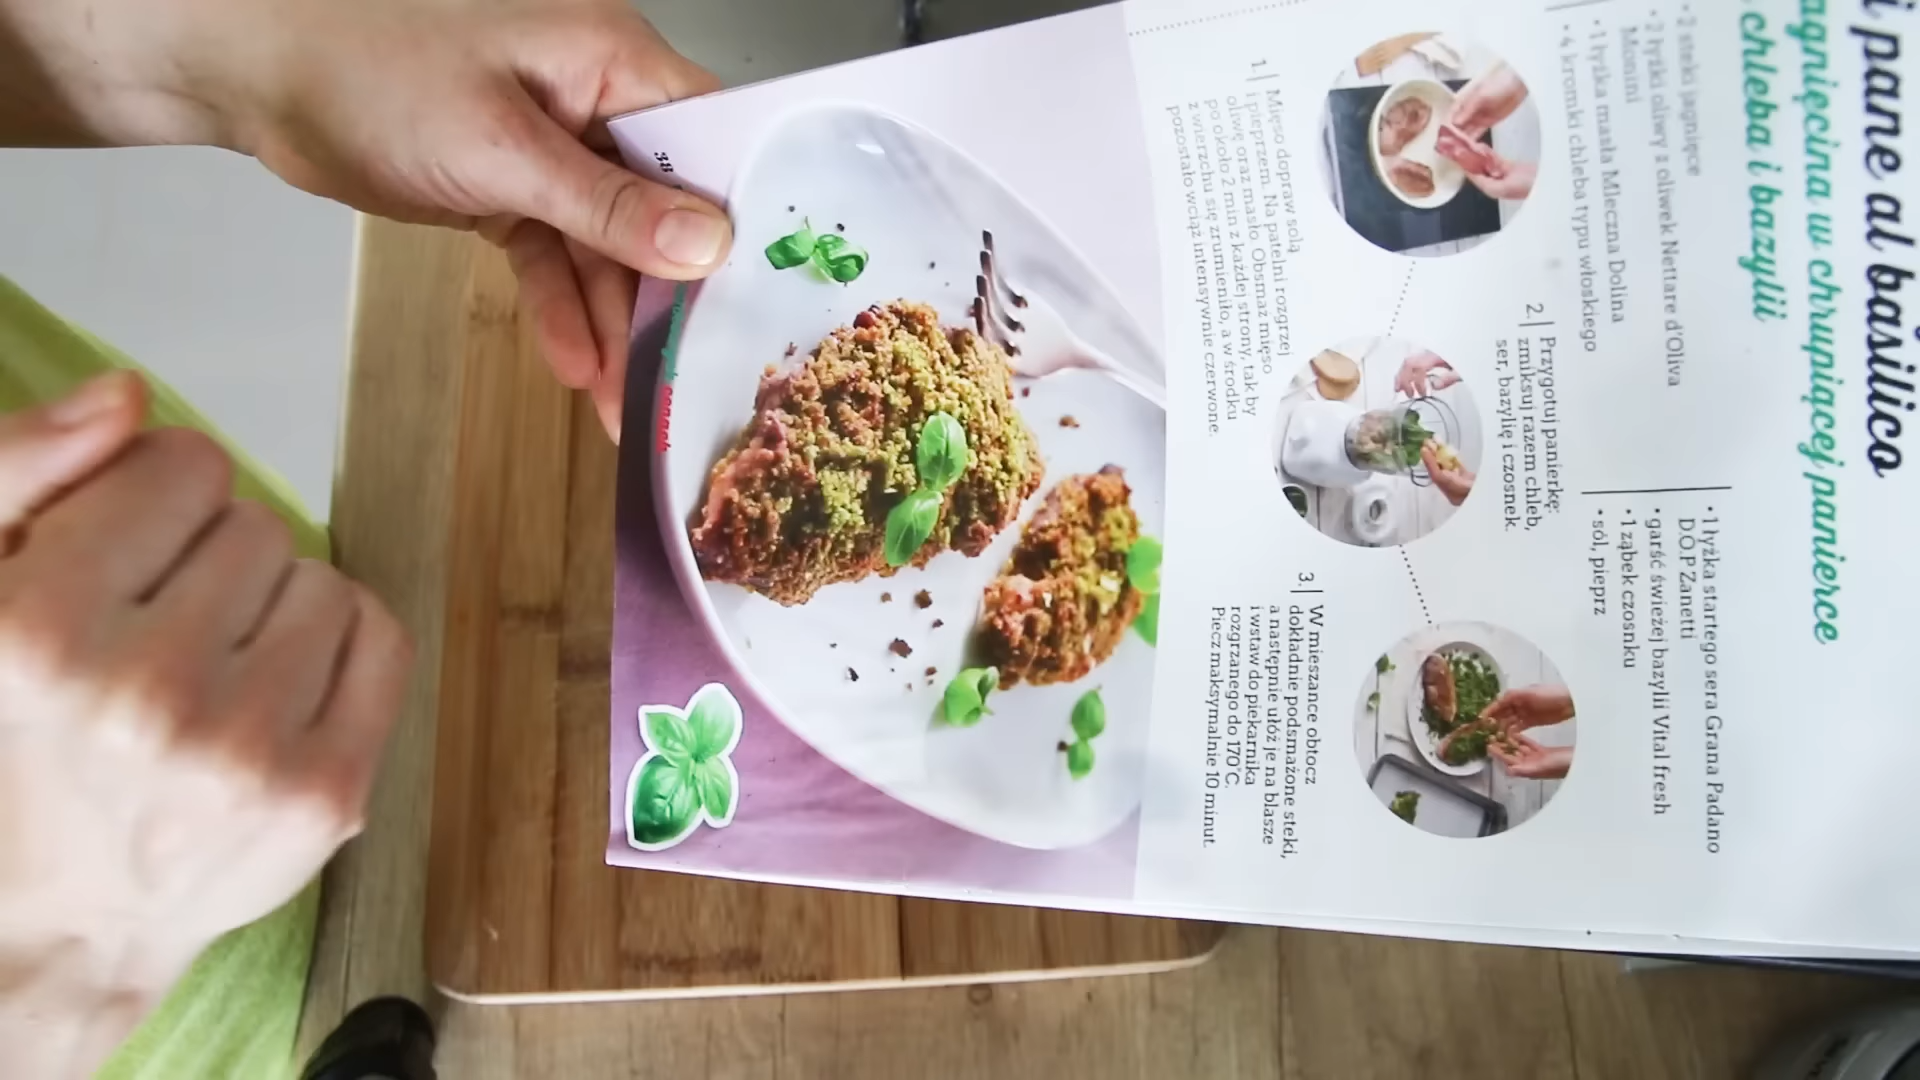 i pane al basilico
agnięcina w chrupiącej panierce
chleba i bazylii
• 2 steki jagnięce
• 2 łyżki oliwy z oliwek Nettare d'Oliva
Monini
• 1 łyżka masła Mleczna Dolina
• 4 kromki chleba typu włoskiego
• 1 łyżka startego sera Grana Padano
D.O.P Zanetti
• garść świeżej bazylii Vital fresh
• 1 ząbek czosnku
• sól, pieprz
1. Mięso dopraw solą
i pieprzem. Na patelni rozgrzej
oliwę oraz masło. Obsmaż mięso
po około 2 min z każdej strony, tak by
z wierzchu się zrumieniło, a w środku
pozostało wciąż intensywnie czerwone.
2. Przygotuj panierkę:
zmiksuj razem chleb,
ser, bazylię i czosnek.
3. W mieszance obtocz
dokładnie podsmażone steki,
a następnie ułóż je na blasze
i wstaw do piekarnika
rozgrzanego do 170°C.
Piecz maksymalnie 10 minut.
38